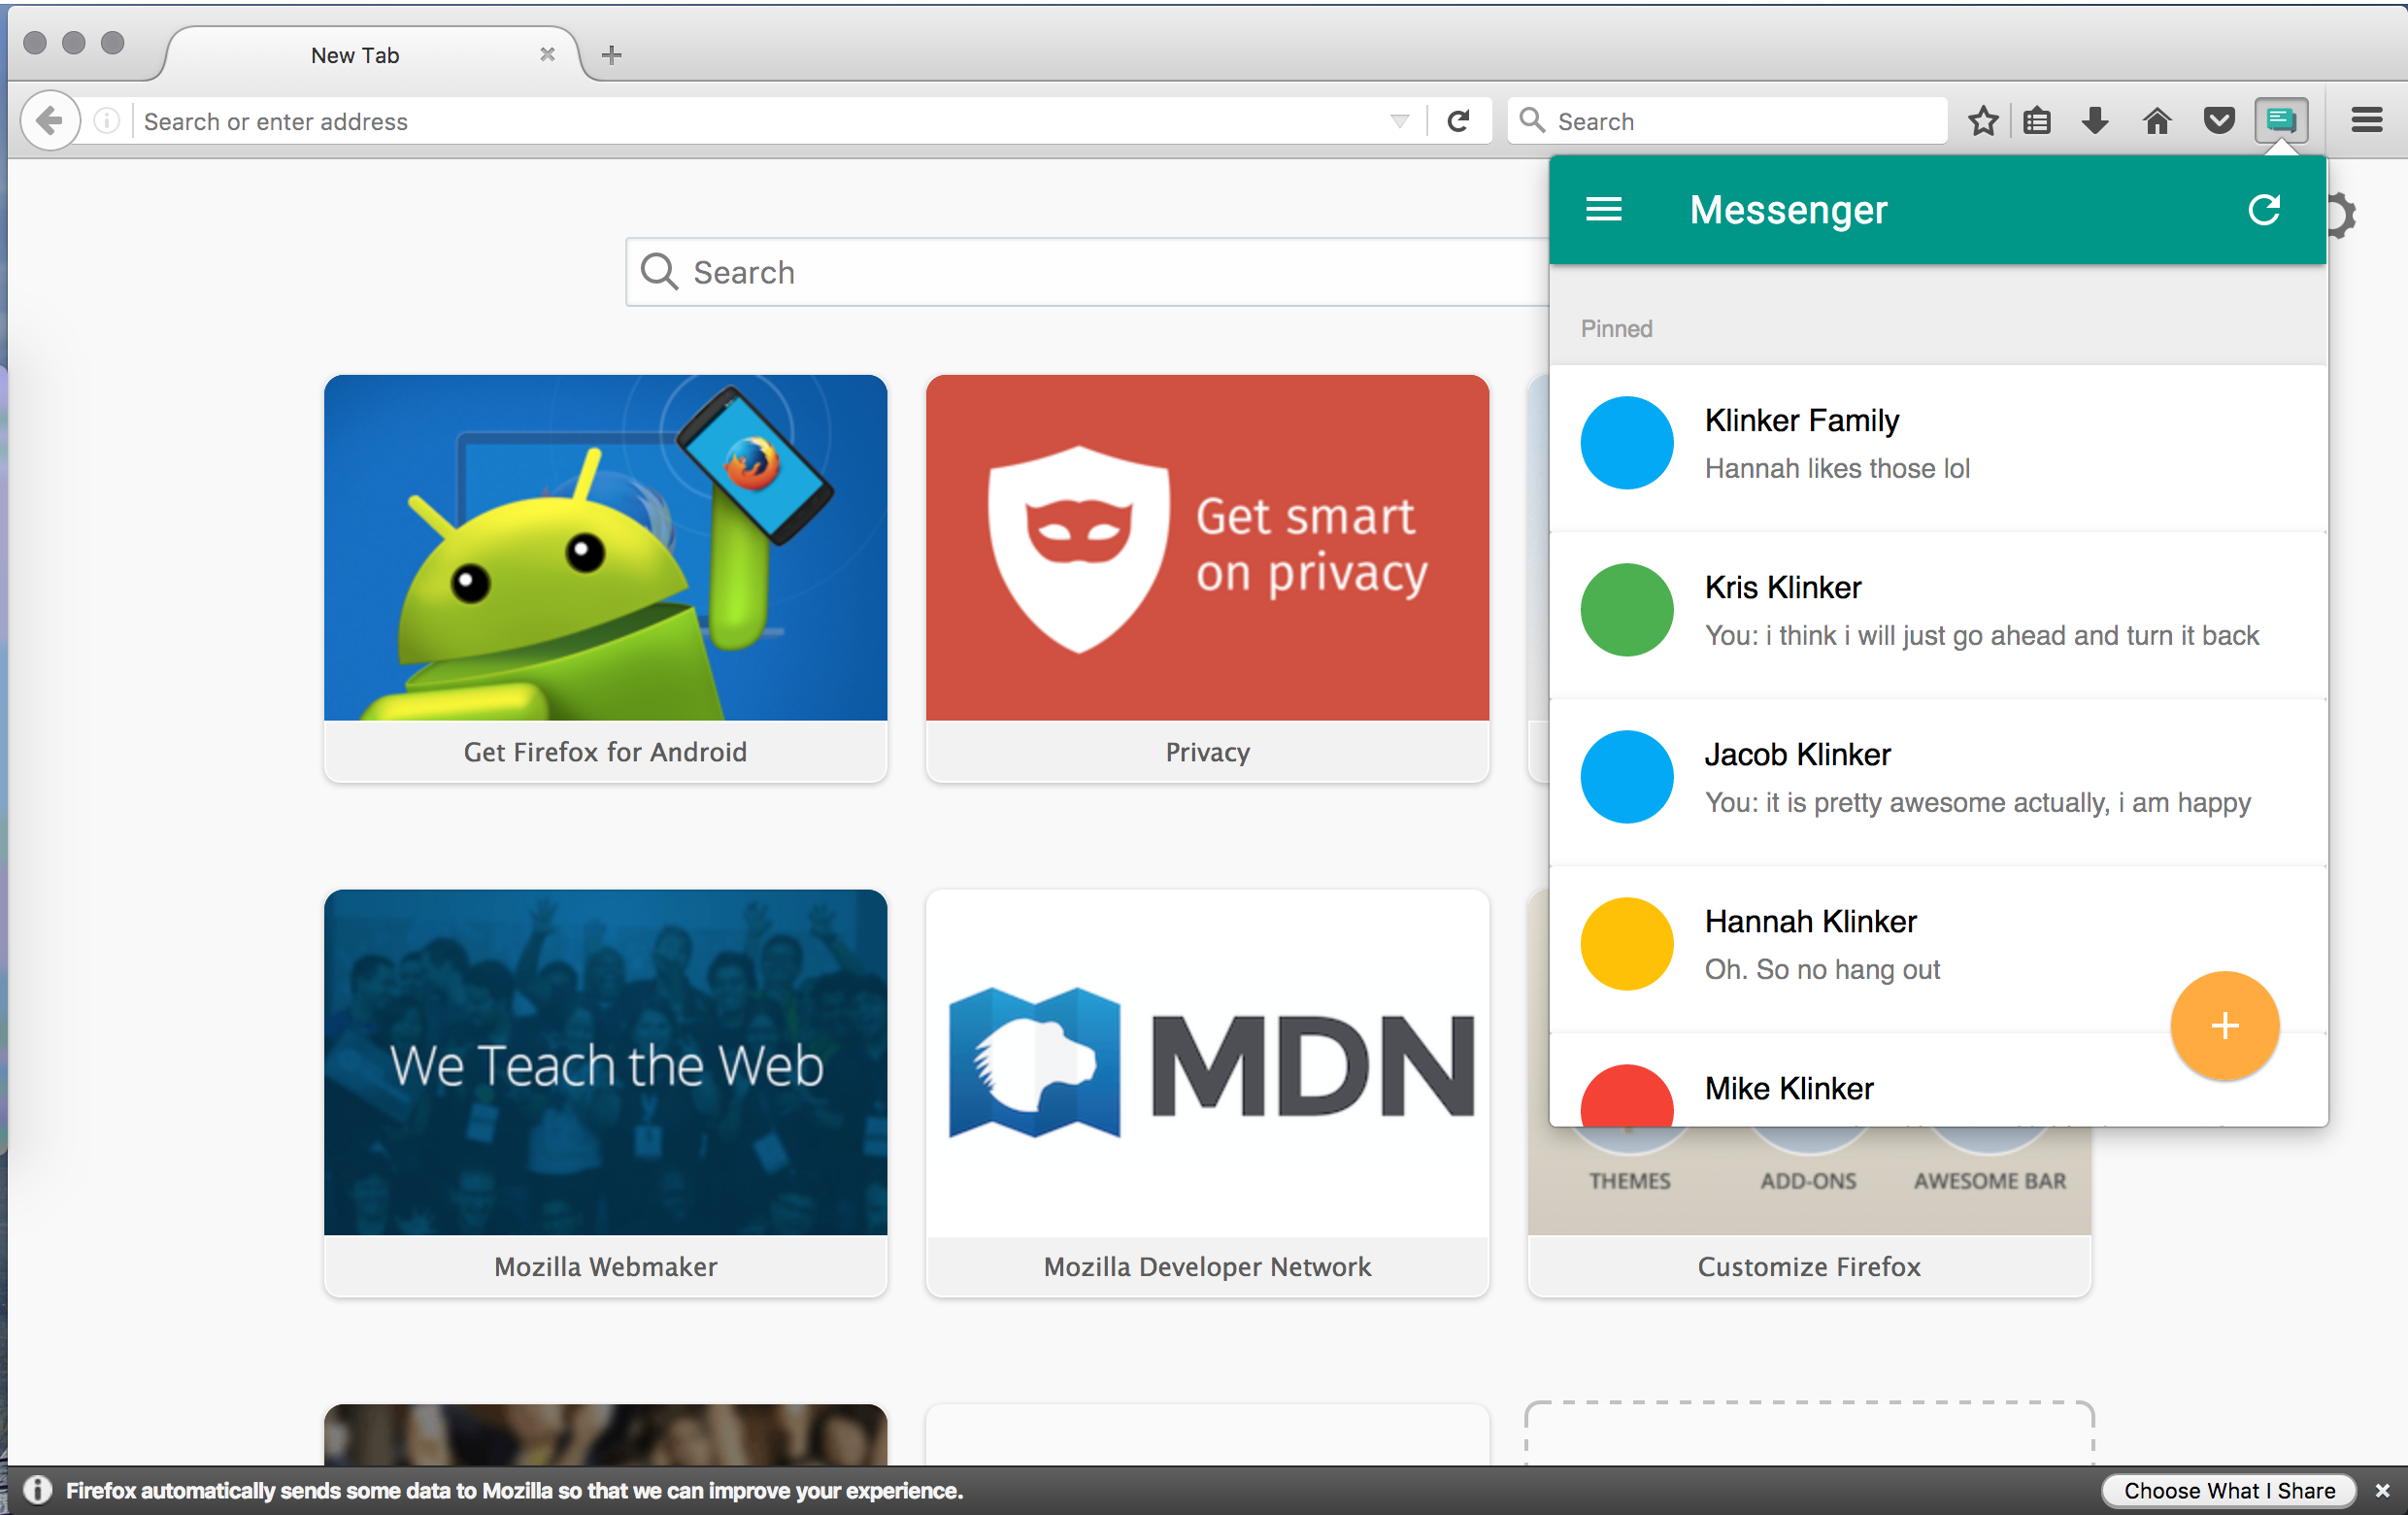 New Tab
Search or enter address
Search
Search
Messenger
Pinned
Klinker Family
Hannah likes those lol
Kris Klinker
You: i think i will just go ahead and turn it back
Jacob Klinker
You: it is pretty awesome actually, i am happy
Hannah Klinker
Oh. So no hang out
Mike Klinker
Get smart
on privacy
Get Firefox for Android
Privacy
We Teach the Web
MDN
THEMES
ADD-ONS
AWESOME BAR
Mozilla Webmaker
Mozilla Developer Network
Customize Firefox
Firefox automatically sends some data to Mozilla so that we can improve your experience.
Choose What I Share